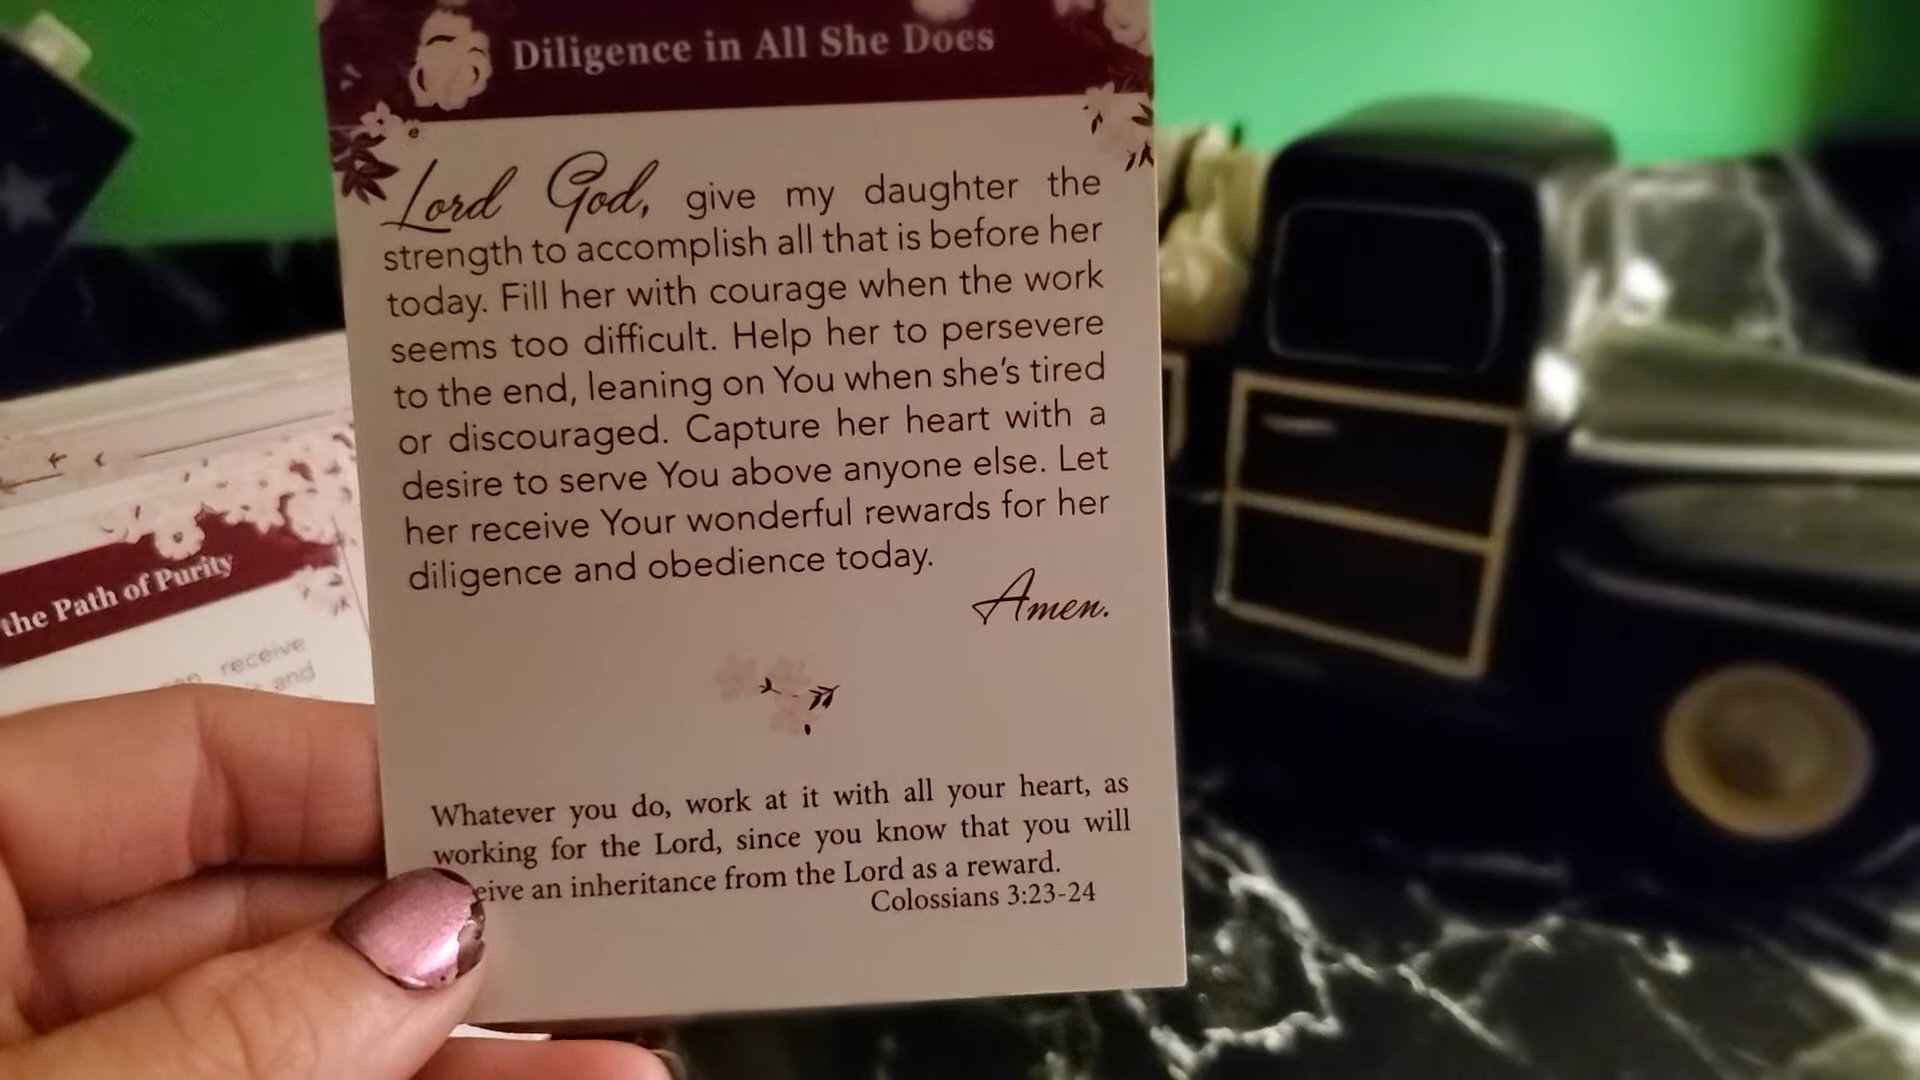 Diligence in All She Does
Lord God, give my daughter the
strength to accomplish all that is before her
today. Fill her with courage when the work
seems too difficult. Help her to persevere
to the end, leaning on You when she's tired
or discouraged. Capture her heart with a
desire to serve You above anyone else. Let
her receive Your wonderful rewards for her
diligence and obedience today.
Amen.
Whatever you do, work at it with all your heart, as
working for the Lord, since you know that you will
eive an inheritance from the Lord as a reward.
Colossians 3:23-24
the Path of Purity
receive
and